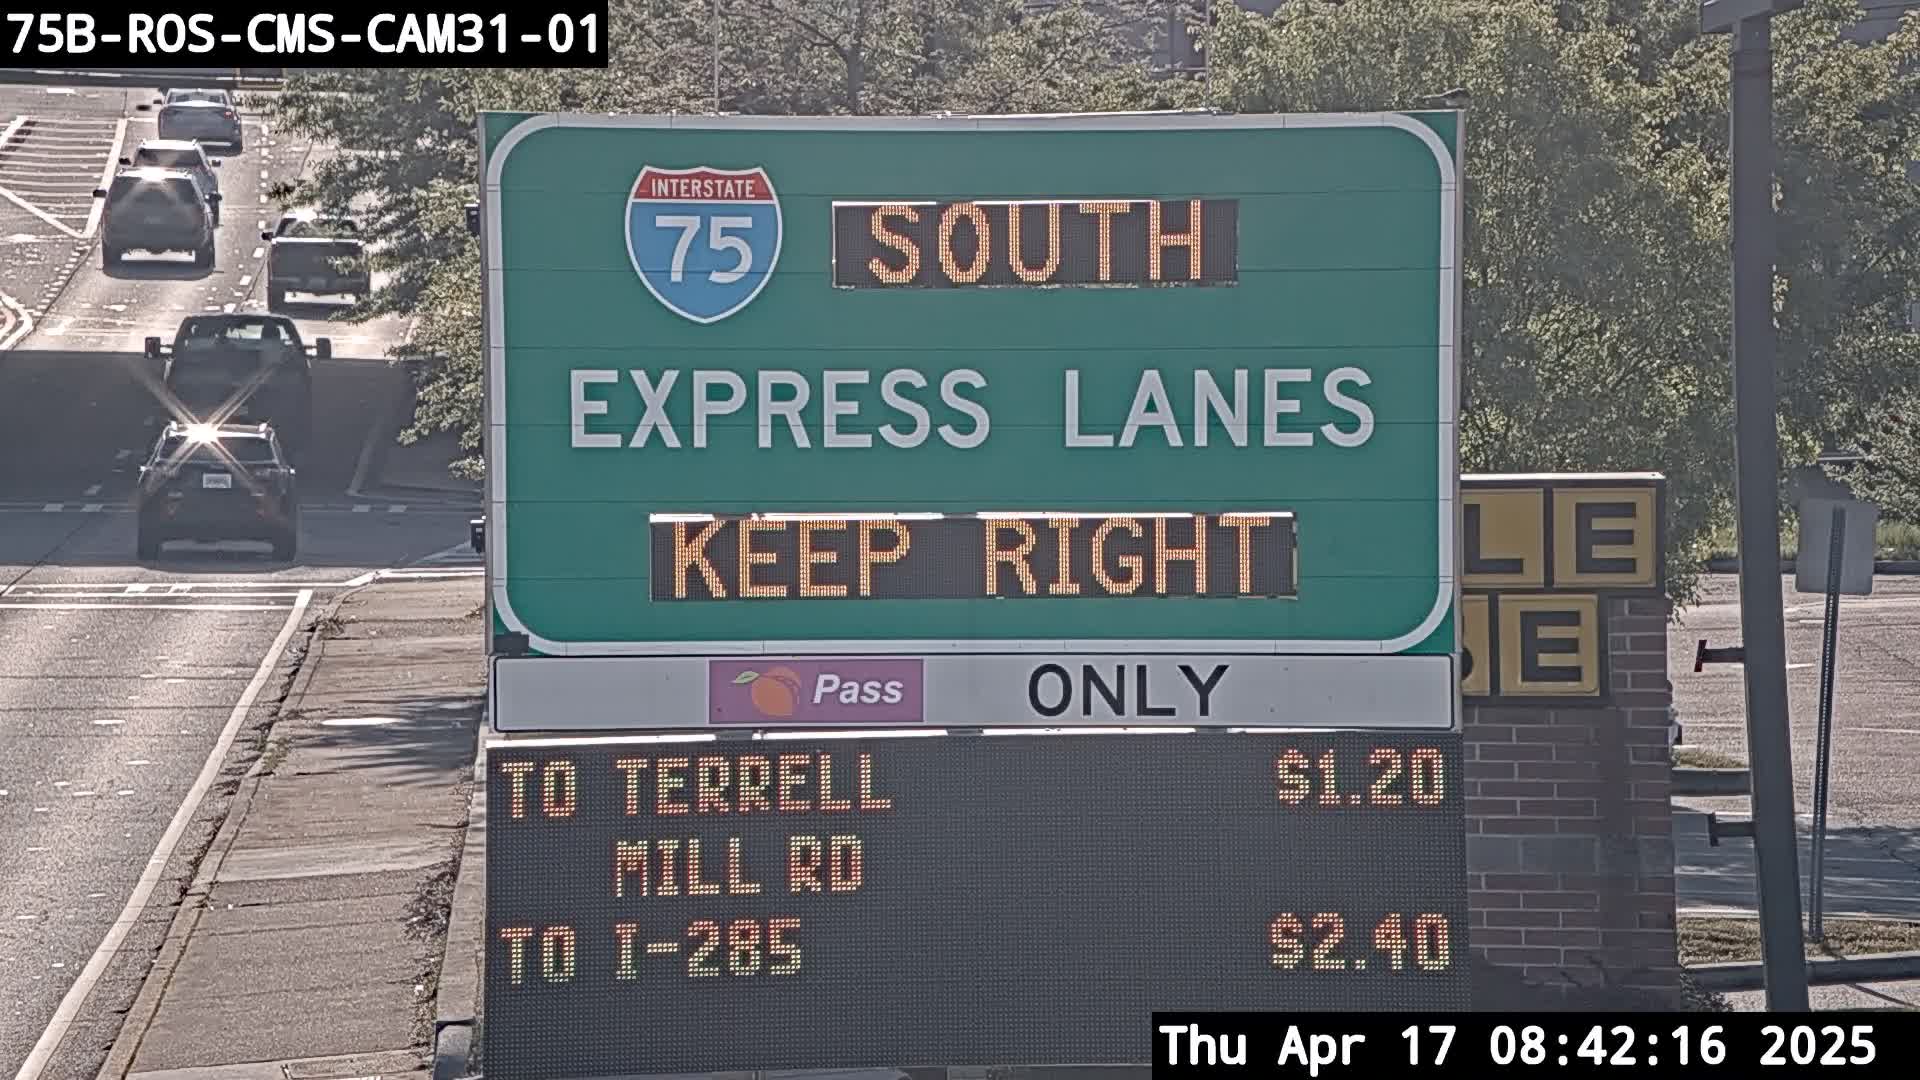 75B-ROS-CMS-CAM31-01
INTERSTATE
75
SOUTH
EXPRESS LANES
KEEP RIGHT
Pass ONLY
TO TERRELL $1.20
MILL RD
TO I-285 $2.40
LE
E
Thu Apr 17 08:42:16 2025